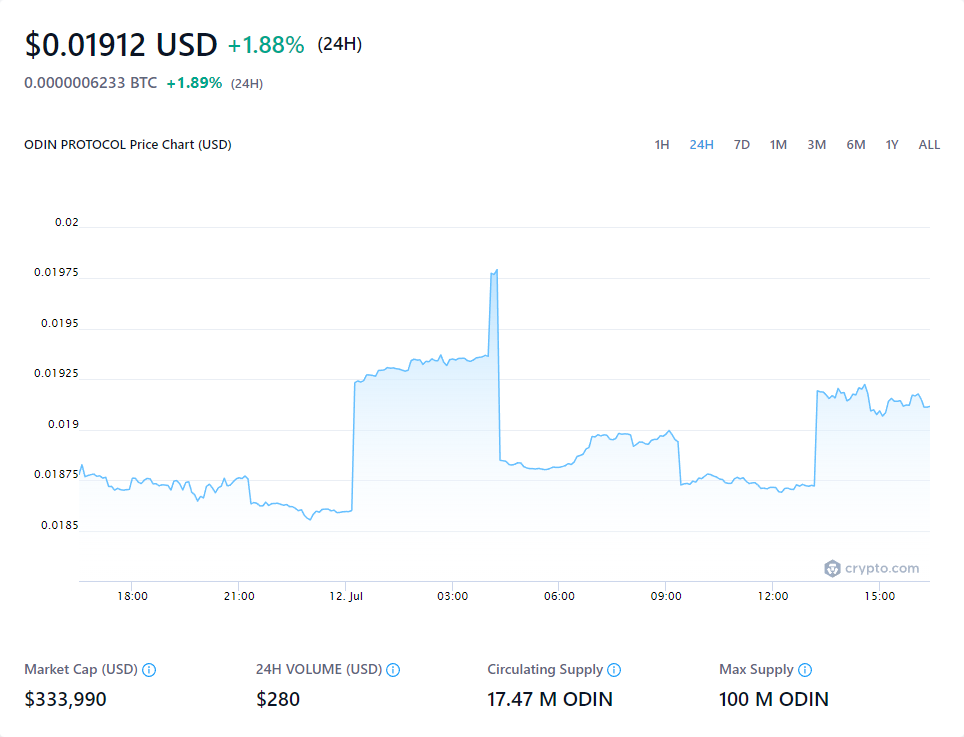 $0.01912 USD +1.88% (24H)
0.0000006233 BTC +1.89% (24H)
ODIN PROTOCOL Price Chart (USD) 1H 24H 7D 1M 3M 6M 1Y ALL
0.02
0.01975
0.0195
0.01925
0.019
0.01875
0.0185
crypto.com
18:00 21:00 12. Jul 03:00 06:00 09:00 12:00 15:00
Market Cap (USD) 24H VOLUME (USD) Circulating Supply Max Supply
$333,990 $280 17.47 M ODIN 100 M ODIN